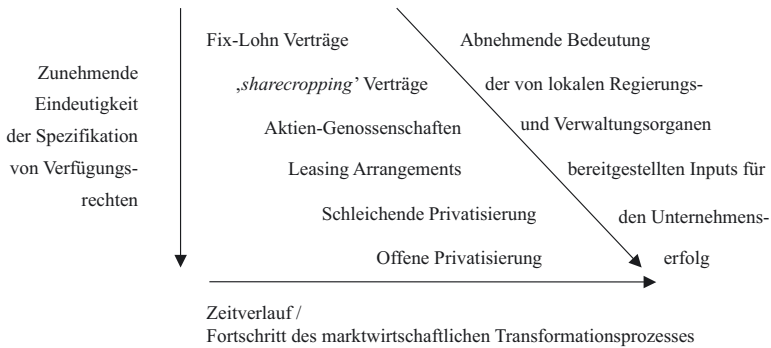 Zunehmende
Eindeutigkeit
der Spezifikation
von Verfügungs-
rechten
Fix-Lohn Verträge
‚sharecropping’ Verträge
Aktien-Genossenschaften
Leasing Arrangements
Schleichende Privatisierung
Offene Privatisierung
Abnehmende Bedeutung
der von lokalen Regierungs-
und Verwaltungsorganen
bereitgestellten Inputs für
den Unternehmens-
erfolg
Zeitverlauf /
Fortschritt des marktwirtschaftlichen Transformationsprozesses